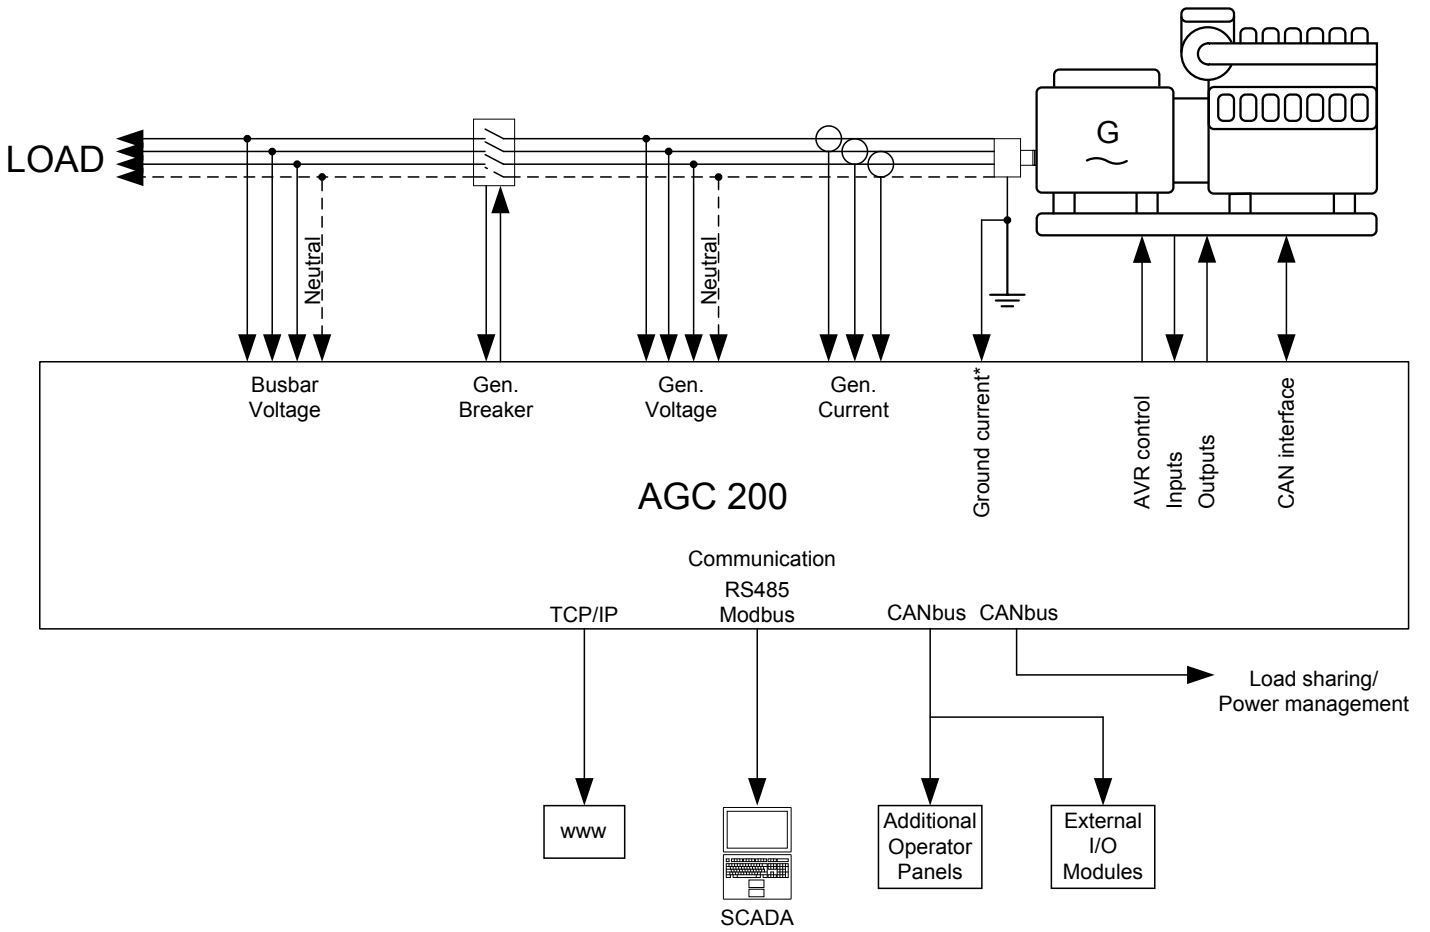 G
LOAD
Neutral
Neutral
Busbar
Voltage
Gen.
Breaker
Gen.
Voltage
Gen.
Current
Ground current*
AVR control
Inputs
Outputs
CAN interface
AGC 200
Communication
RS485
Modbus
TCP/IP
CANbus
CANbus
Load sharing/
Power management
www
SCADA
Additional
Operator
Panels
External
I/O
Modules